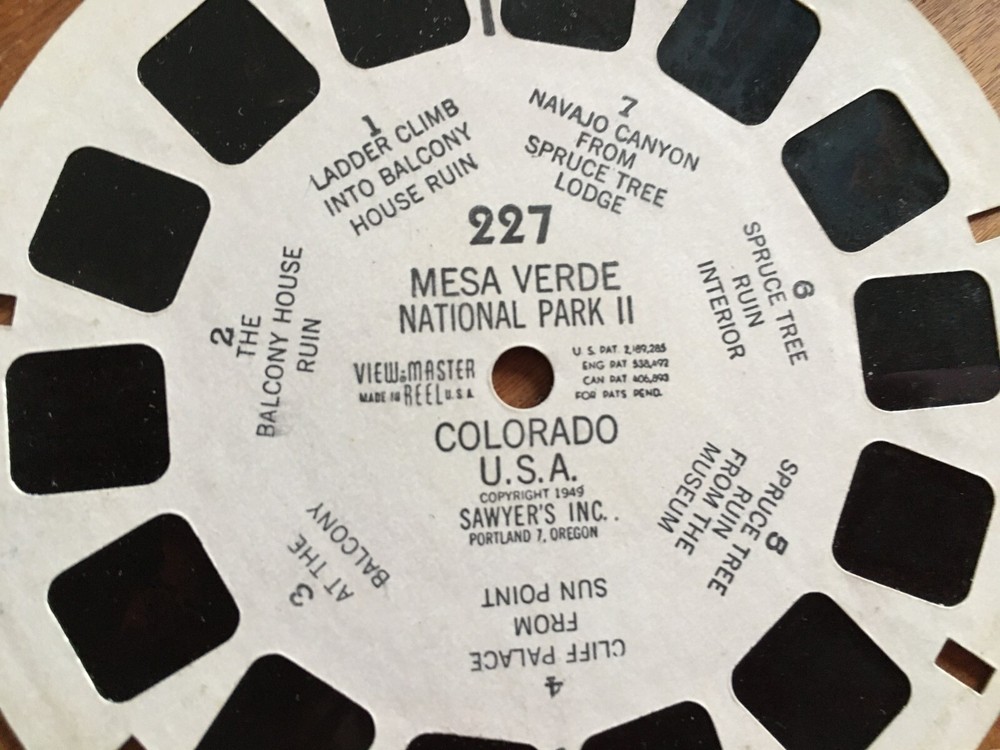 227
MESA VERDE
NATIONAL PARK II
VIEW-MASTER
MADE IN REEL U.S.A.
U.S. PAT. 2,189,285
ENG PAT 538,492
CAN PAT 406,893
FOR PATS PEND.
COLORADO
U.S.A.
COPYRIGHT 1949
SAWYER'S INC.
PORTLAND 7, OREGON
1
LADDER CLIMB
INTO BALCONY
HOUSE RUIN
2
THE
BALCONY HOUSE
RUIN
3
AT THE
BALCONY
4
CLIFF PALACE
FROM
SUN POINT
5
SPRUCE TREE
RUIN
FROM THE
MUSEUM
6
SPRUCE TREE
RUIN
INTERIOR
7
NAVAJO CANYON
FROM
SPRUCE TREE
LODGE